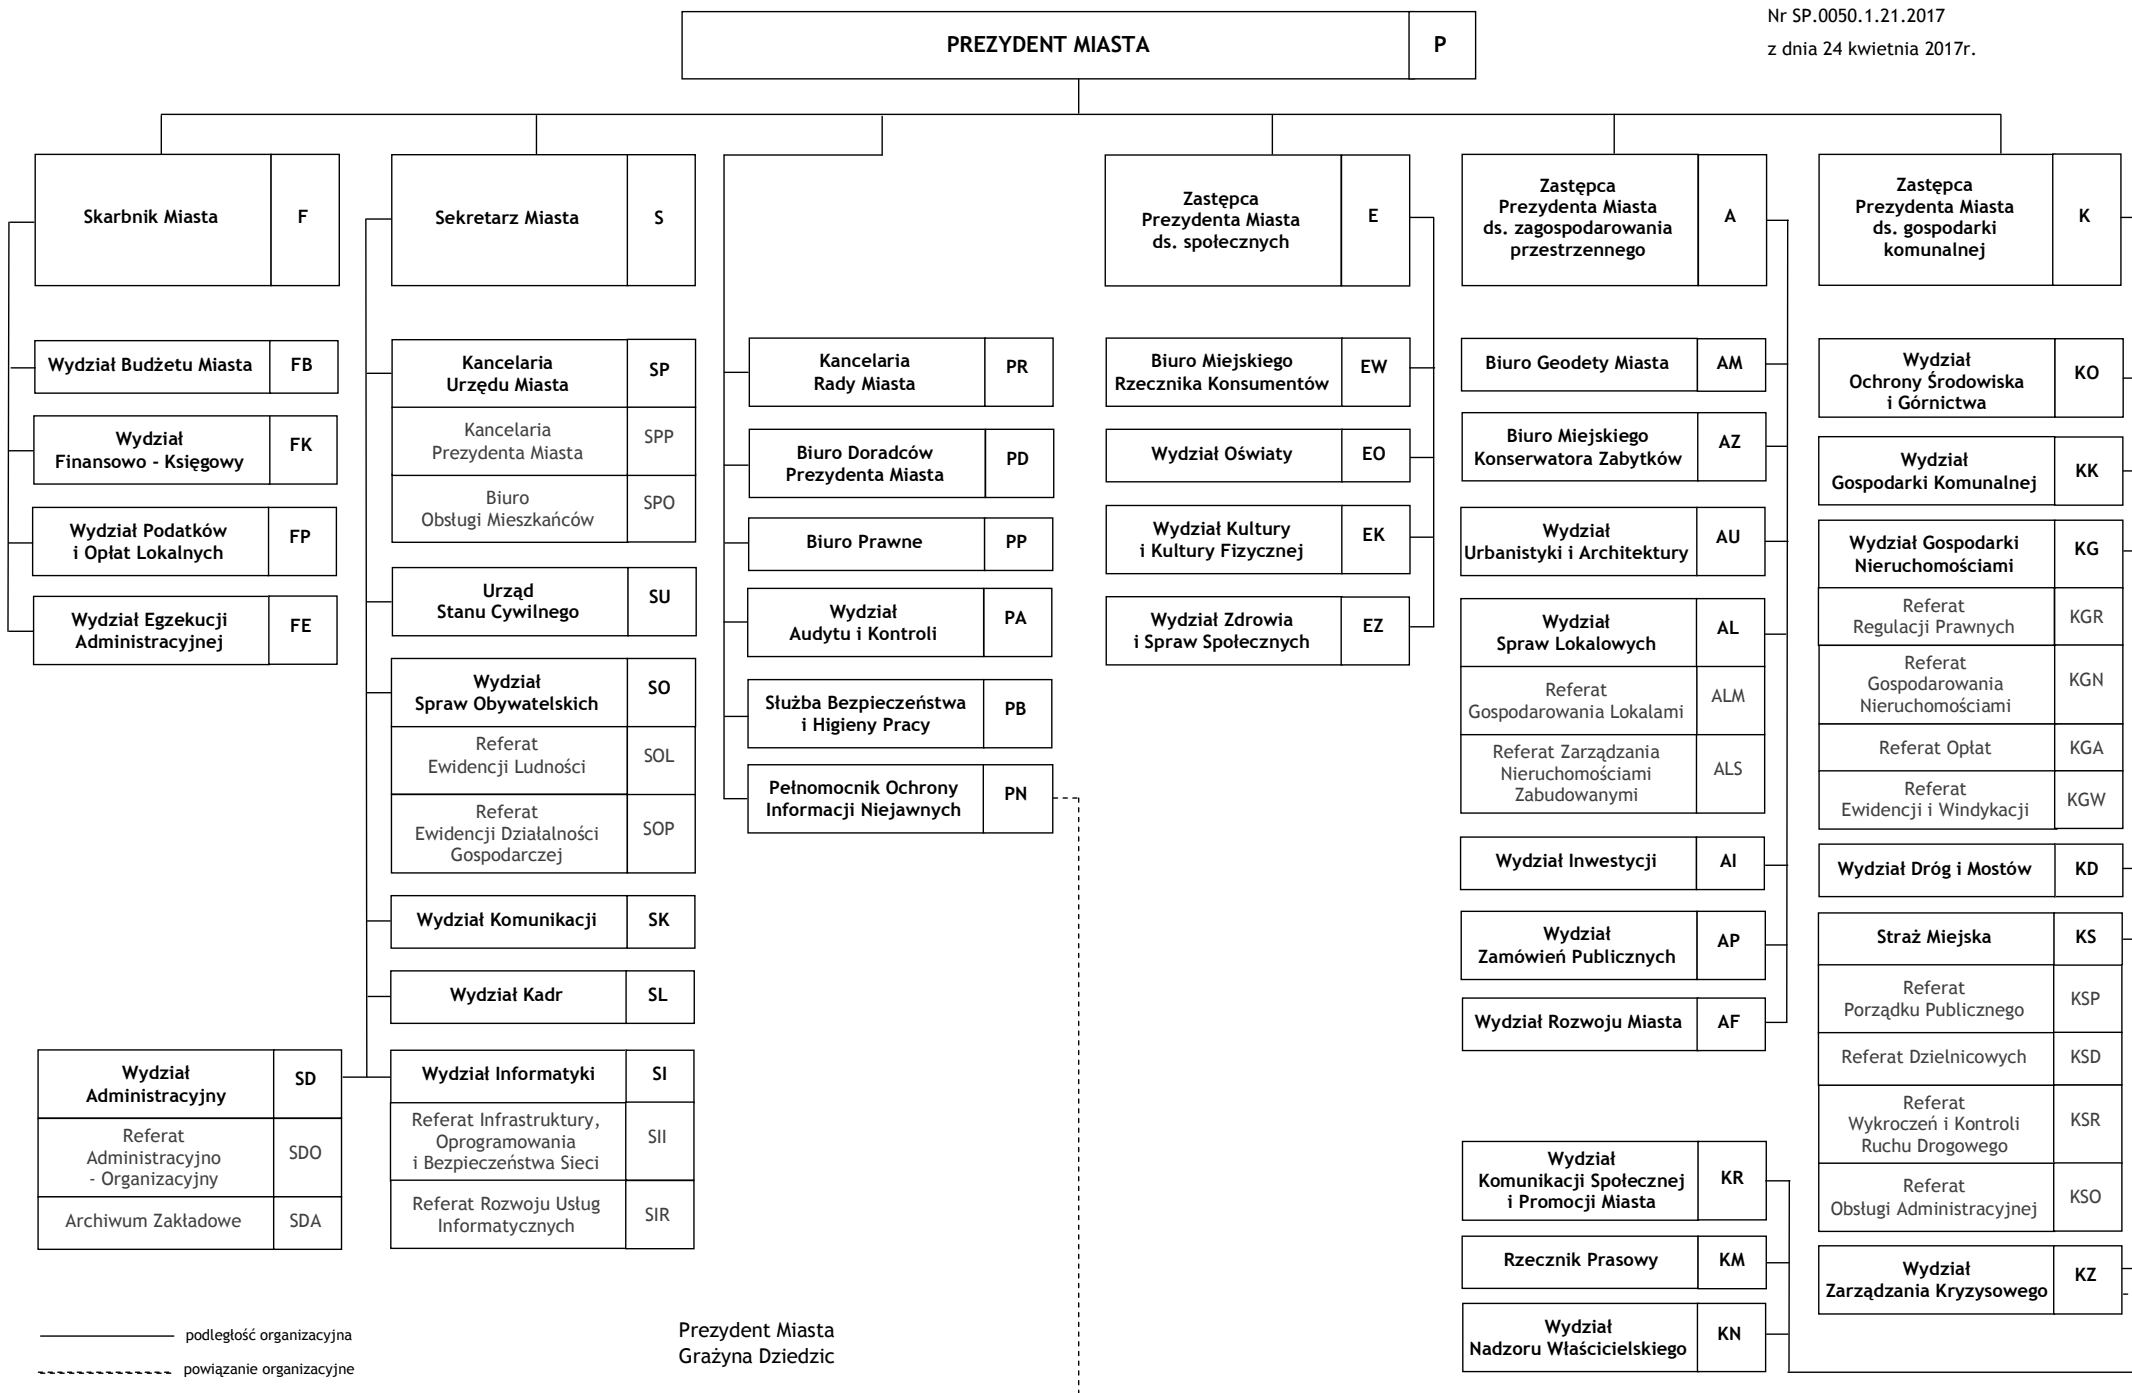 Nr SP.0050.1.21.2017
z dnia 24 kwietnia 2017r.
PREZYDENT MIASTA
P
Skarbnik Miasta
F
Wydział Budżetu Miasta
FB
Wydział
Finansowo - Księgowy
FK
Wydział Podatków
i Opłat Lokalnych
FP
Wydział Egzekucji
Administracyjnej
FE
Sekretarz Miasta
S
Kancelaria
Urzędu Miasta
SP
Kancelaria
Prezydenta Miasta
SPP
Biuro
Obsługi Mieszkańców
SPO
Urząd
Stanu Cywilnego
SU
Wydział
Spraw Obywatelskich
SO
Referat
Ewidencji Ludności
SOL
Referat
Ewidencji Działalności
Gospodarczej
SOP
Wydział Komunikacji
SK
Wydział Kadr
SL
Wydział
Administracyjny
SD
Referat
Administracyjno
- Organizacyjny
SDO
Archiwum Zakładowe
SDA
Wydział Informatyki
SI
Referat Infrastruktury,
Oprogramowania
i Bezpieczeństwa Sieci
SII
Referat Rozwoju Usług
Informatycznych
SIR
Kancelaria
Rady Miasta
PR
Biuro Doradców
Prezydenta Miasta
PD
Biuro Prawne
PP
Wydział
Audytu i Kontroli
PA
Służba Bezpieczeństwa
i Higieny Pracy
PB
Pełnomocnik Ochrony
Informacji Niejawnych
PN
Zastępca
Prezydenta Miasta
ds. społecznych
E
Biuro Miejskiego
Rzecznika Konsumentów
EW
Wydział Oświaty
EO
Wydział Kultury
i Kultury Fizycznej
EK
Wydział Zdrowia
i Spraw Społecznych
EZ
Zastępca
Prezydenta Miasta
ds. zagospodarowania
przestrzennego
A
Biuro Geodety Miasta
AM
Biuro Miejskiego
Konserwatora Zabytków
AZ
Wydział
Urbanistyki i Architektury
AU
Wydział
Spraw Lokalowych
AL
Referat
Gospodarowania Lokalami
ALM
Referat Zarządzania
Nieruchomościami
Zabudowanymi
ALS
Wydział Inwestycji
AI
Wydział
Zamówień Publicznych
AP
Wydział Rozwoju Miasta
AF
Wydział
Komunikacji Społecznej
i Promocji Miasta
KR
Rzecznik Prasowy
KM
Wydział
Nadzoru Właścicielskiego
KN
Zastępca
Prezydenta Miasta
ds. gospodarki
komunalnej
K
Wydział
Ochrony Środowiska
i Górnictwa
KO
Wydział
Gospodarki Komunalnej
KK
Wydział Gospodarki
Nieruchomościami
KG
Referat
Regulacji Prawnych
KGR
Referat
Gospodarowania
Nieruchomościami
KGN
Referat Opłat
KGA
Referat
Ewidencji i Windykacji
KGW
Wydział Dróg i Mostów
KD
Straż Miejska
KS
Referat
Porządku Publicznego
KSP
Referat Dzielnicowych
KSD
Referat
Wykroczeń i Kontroli
Ruchu Drogowego
KSR
Referat
Obsługi Administracyjnej
KSO
Wydział
Zarządzania Kryzysowego
KZ
podległość organizacyjna
powiązanie organizacyjne
Prezydent Miasta
Grażyna Dziedzic